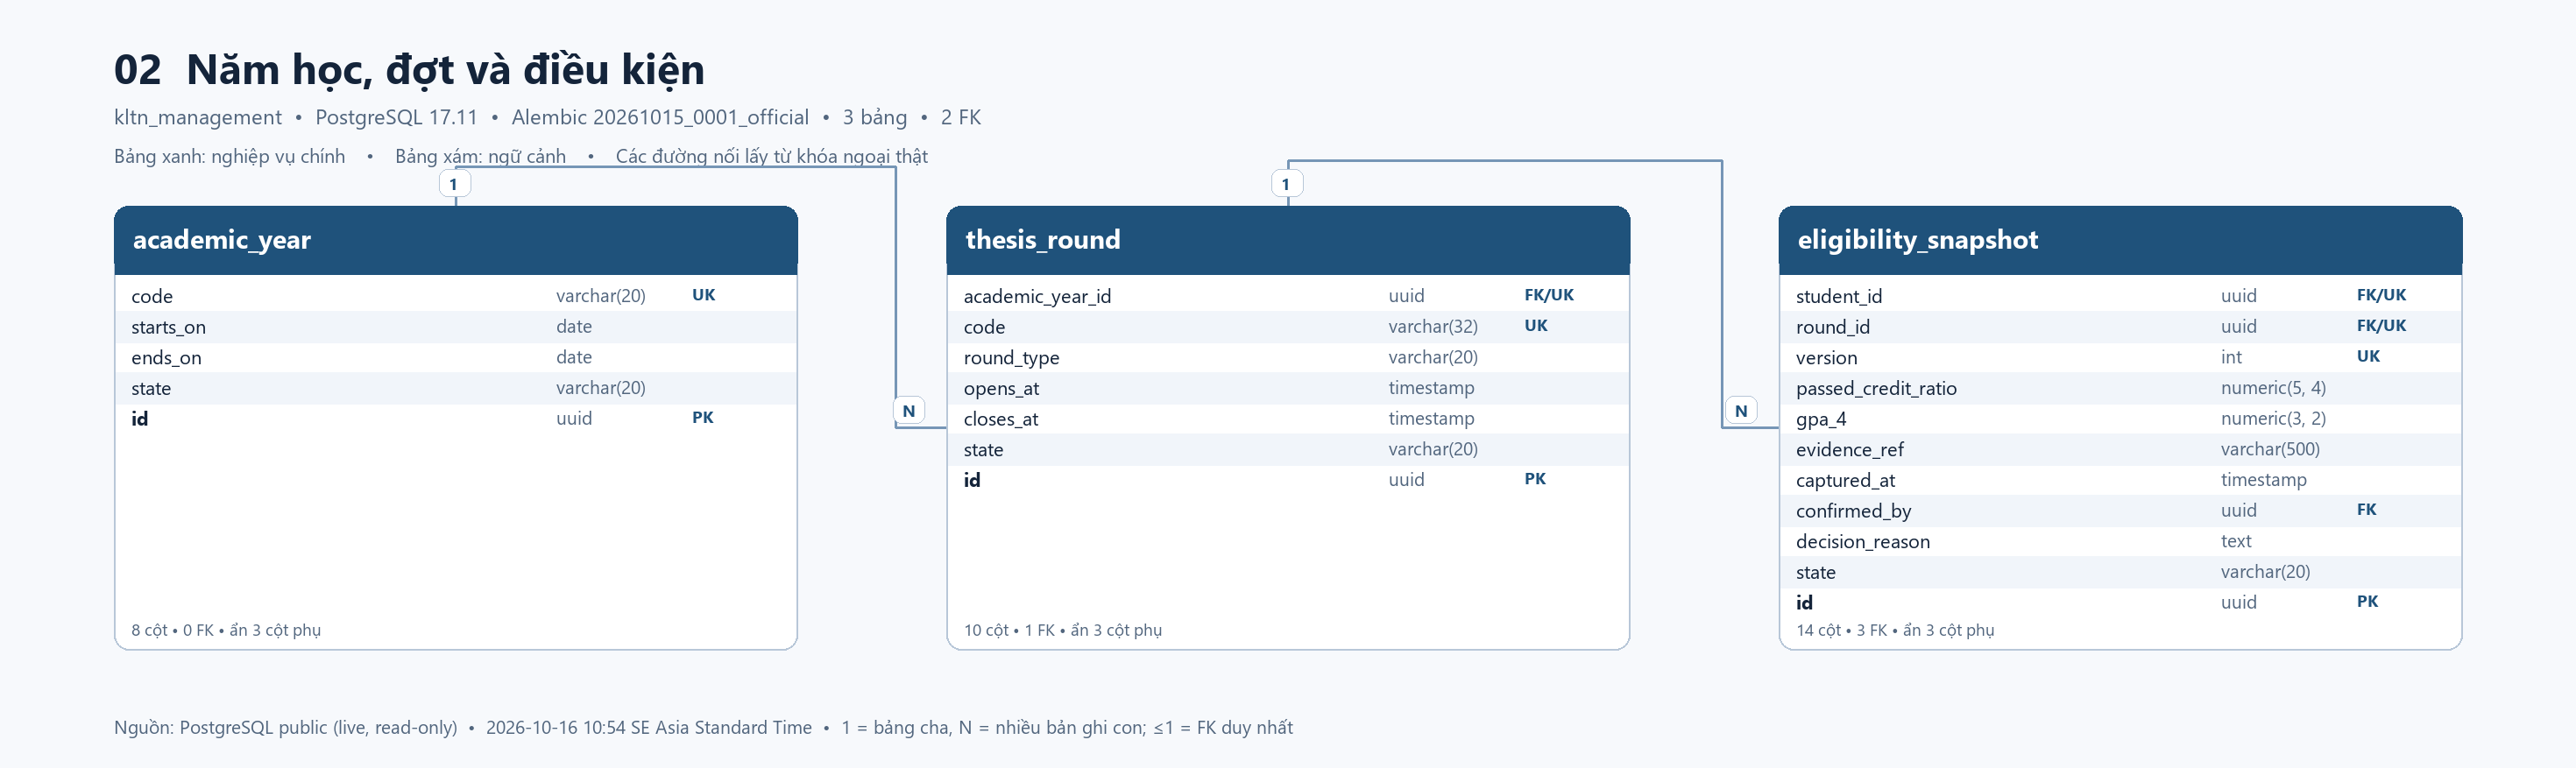 02 Năm học, đợt và điều kiện
kltn_management • PostgreSQL 17.11 • Alembic 20261015_0001_official • 3 bảng • 2 FK
Bảng xanh: nghiệp vụ chính • Bảng xám: ngữ cảnh • Các đường nối lấy từ khóa ngoại thật
1
1
academic_year
code varchar(20) UK
starts_on date
ends_on date
state varchar(20)
id uuid PK
8 cột • 0 FK • ẩn 3 cột phụ
N
thesis_round
academic_year_id uuid FK/UK
code varchar(32) UK
round_type varchar(20)
opens_at timestamp
closes_at timestamp
state varchar(20)
id uuid PK
10 cột • 1 FK • ẩn 3 cột phụ
N
eligibility_snapshot
student_id uuid FK/UK
round_id uuid FK/UK
version int UK
passed_credit_ratio numeric(5, 4)
gpa_4 numeric(3, 2)
evidence_ref varchar(500)
captured_at timestamp
confirmed_by uuid FK
decision_reason text
state varchar(20)
id uuid PK
14 cột • 3 FK • ẩn 3 cột phụ
Nguồn: PostgreSQL public (live, read-only) • 2026-10-16 10:54 SE Asia Standard Time • 1 = bảng cha, N = nhiều bản ghi con; ≤1 = FK duy nhất